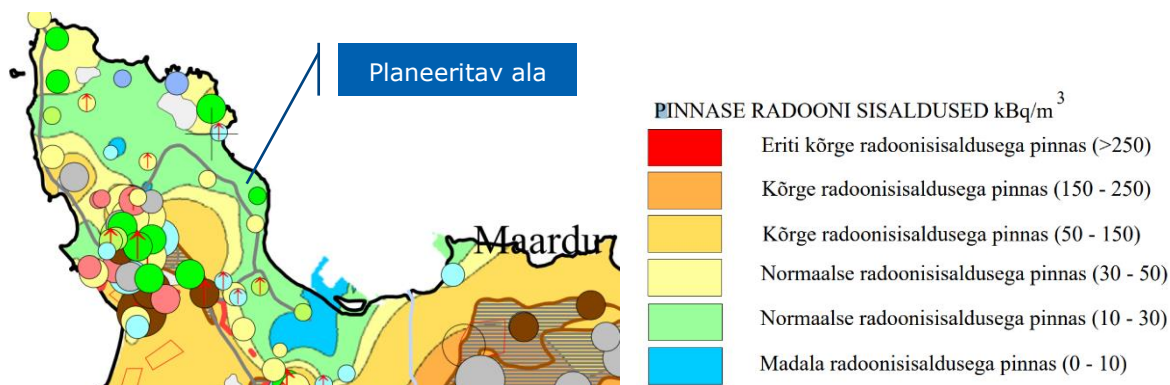 Planeeritav ala
Maardu
PINNASE RADOONI SISALDUSED kBq/m³
Eriti kõrge radoonisisaldusega pinnas (>250)
Kõrge radoonisisaldusega pinnas (150 - 250)
Kõrge radoonisisaldusega pinnas (50 - 150)
Normaalse radoonisisaldusega pinnas (30 - 50)
Normaalse radoonisisaldusega pinnas (10 - 30)
Madala radoonisisaldusega pinnas (0 - 10)